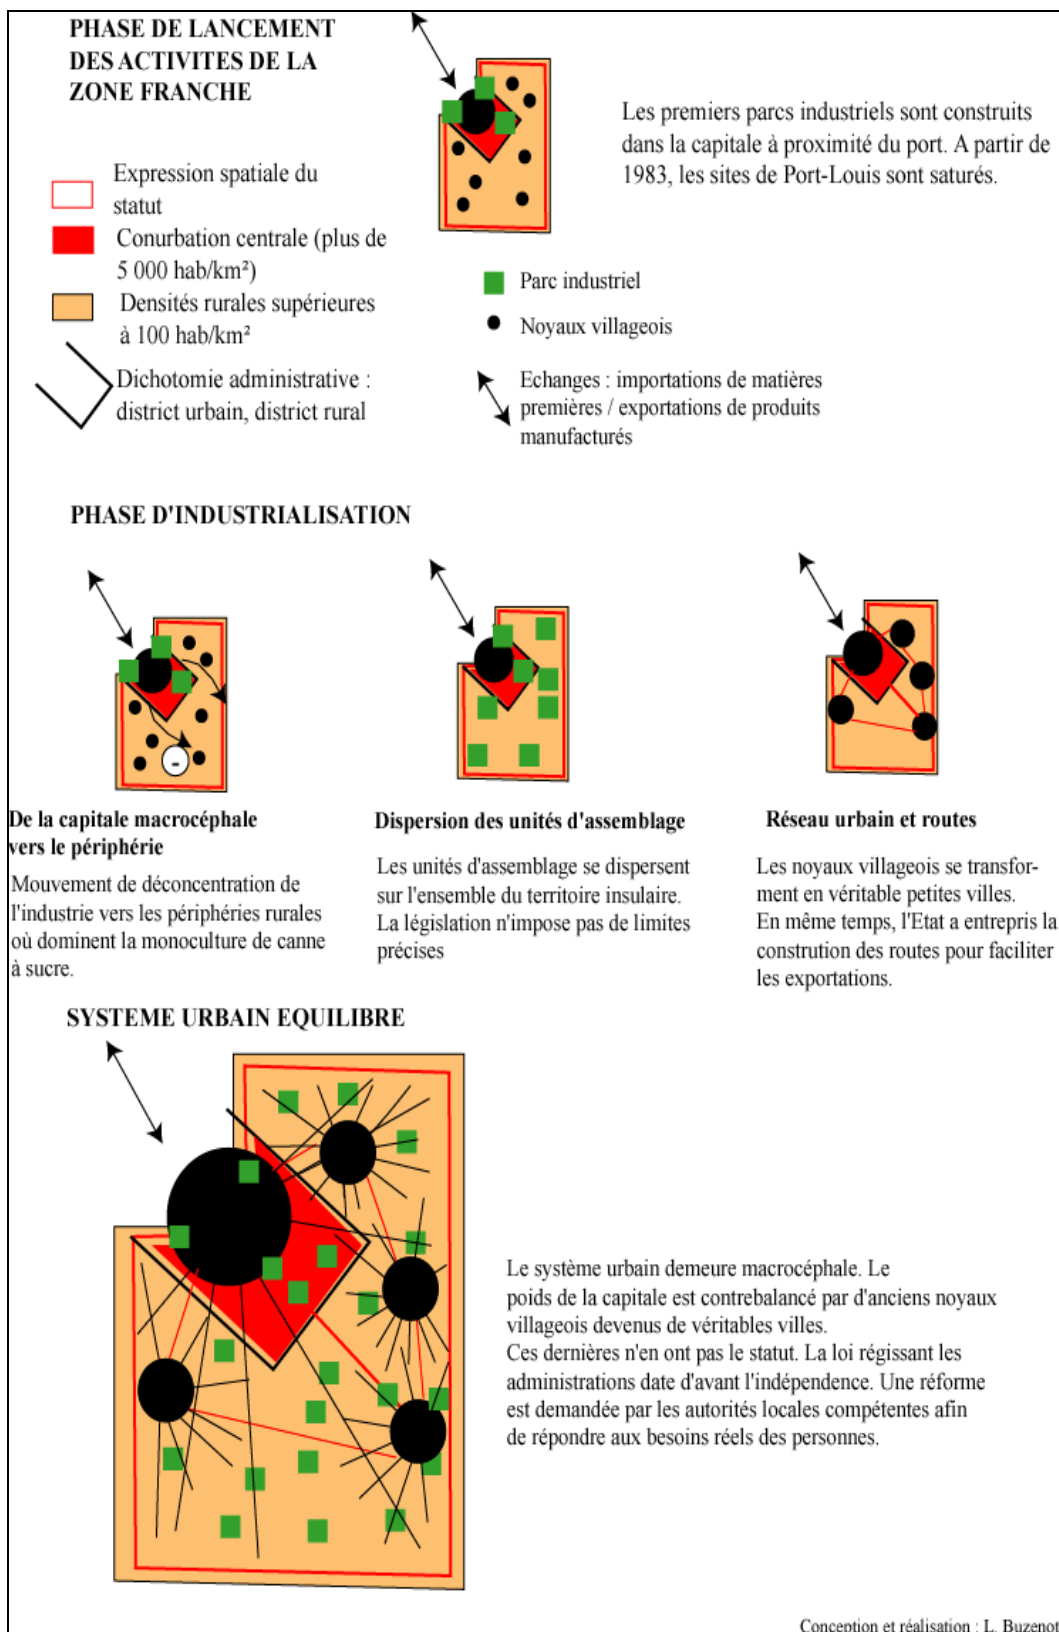 PHASE DE LANCEMENT
DES ACTIVITES DE LA
ZONE FRANCHE
Les premiers parcs industriels sont construits
dans la capitale à proximité du port. A partir de
1983, les sites de Port-Louis sont saturés.
Expression spatiale du
statut
Conurbation centrale (plus de
5 000 hab/km²)
Densités rurales supérieures
à 100 hab/km²
Dichotomie administrative :
district urbain, district rural
Parc industriel
Noyaux villageois
Echanges : importations de matières
premières / exportations de produits
manufacturés
PHASE D'INDUSTRIALISATION
-
De la capitale macrocéphale
vers le périphérie
Mouvement de déconcentration de
l'industrie vers les périphéries rurales
où dominent la monoculture de canne
à sucre.
Dispersion des unités d'assemblage
Les unités d'assemblage se dispersent
sur l'ensemble du territoire insulaire.
La législation n'impose pas de limites
précises
Réseau urbain et routes
Les noyaux villageois se transfor-
ment en véritable petites villes.
En même temps, l'Etat a entrepris la
constrution des routes pour faciliter
les exportations.
SYSTEME URBAIN EQUILIBRE
Le système urbain demeure macrocéphale. Le
poids de la capitale est contrebalancé par d'anciens noyaux
villageois devenus de véritables villes.
Ces dernières n'en ont pas le statut. La loi régissant les
administrations date d'avant l'indépendence. Une réforme
est demandée par les autorités locales compétentes afin
de répondre aux besoins réels des personnes.
Conception et réalisation : L. Buzenot